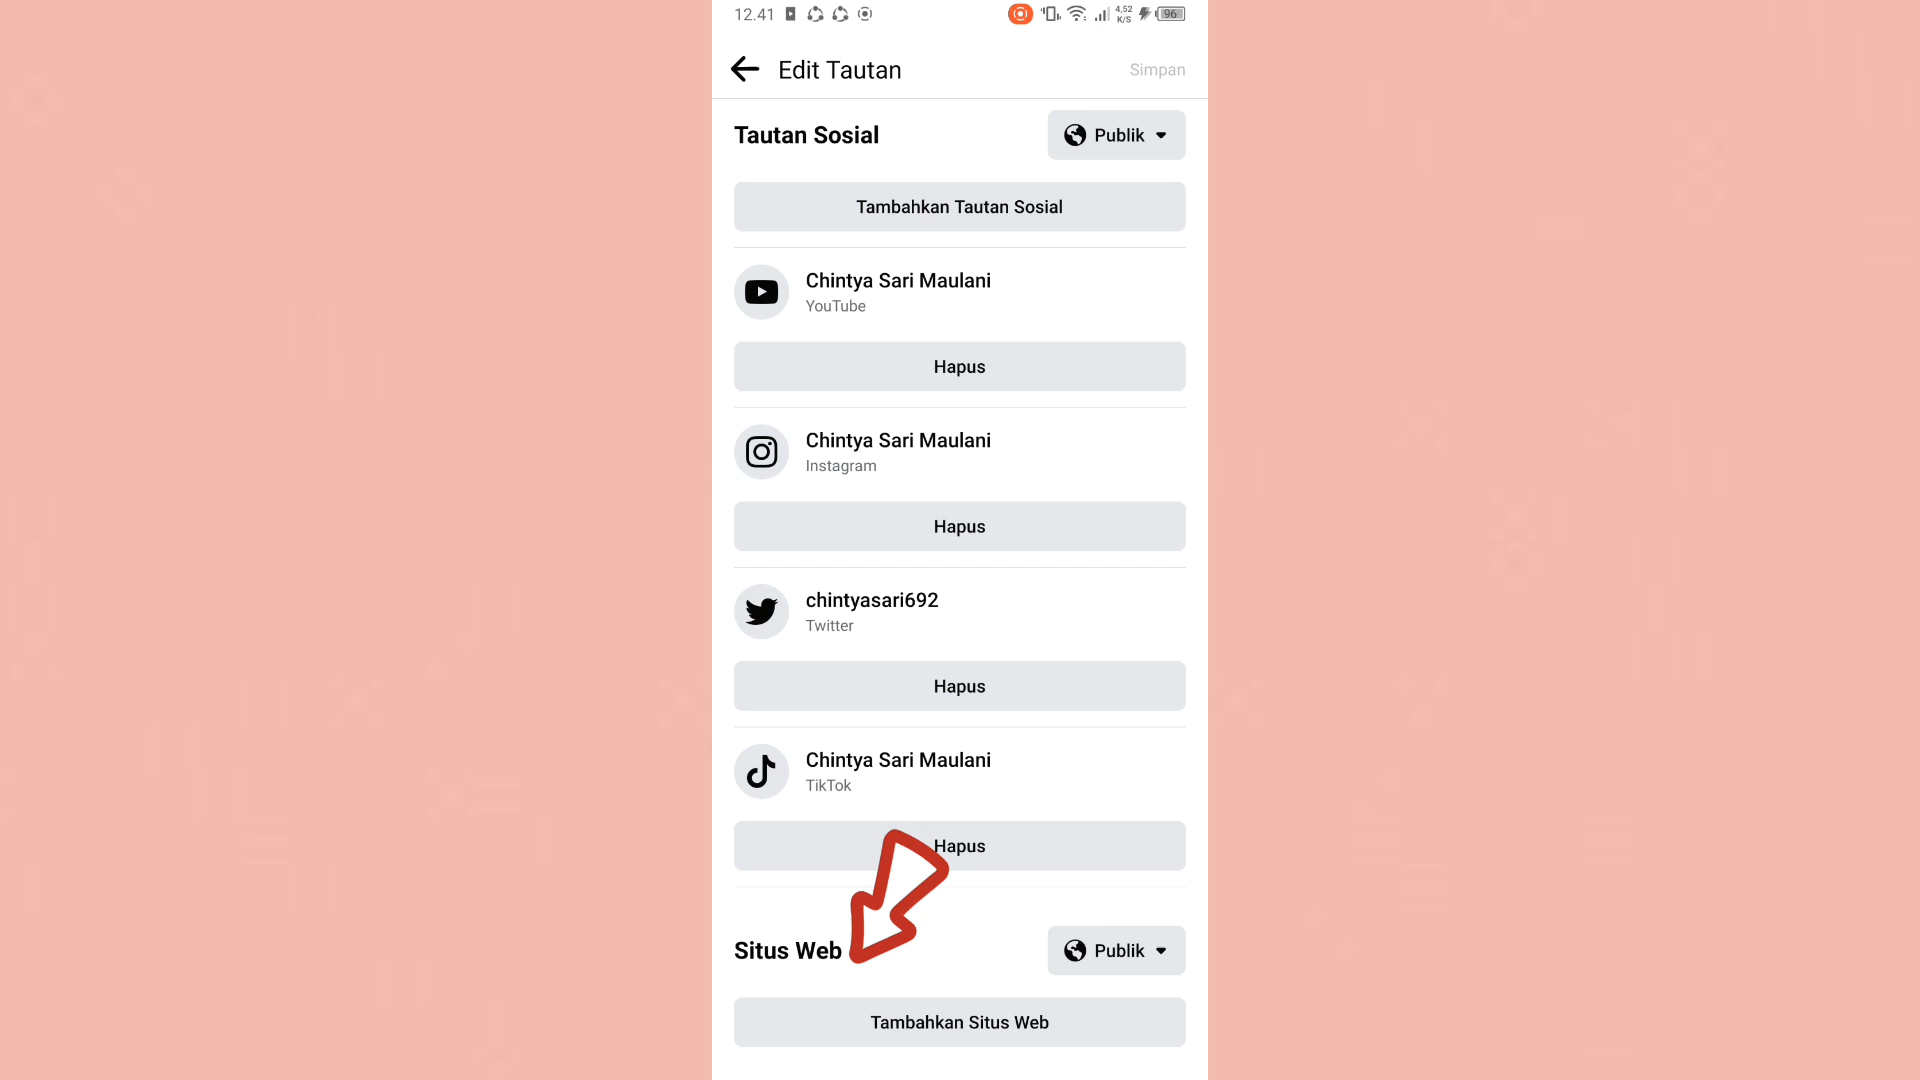 12.41
4,52
K/S
96
Edit Tautan
Simpan
Tautan Sosial
Publik
Tambahkan Tautan Sosial
Chintya Sari Maulani
YouTube
Hapus
Chintya Sari Maulani
Instagram
Hapus
chintyasari692
Twitter
Hapus
Chintya Sari Maulani
TikTok
Hapus
Situs Web
Publik
Tambahkan Situs Web